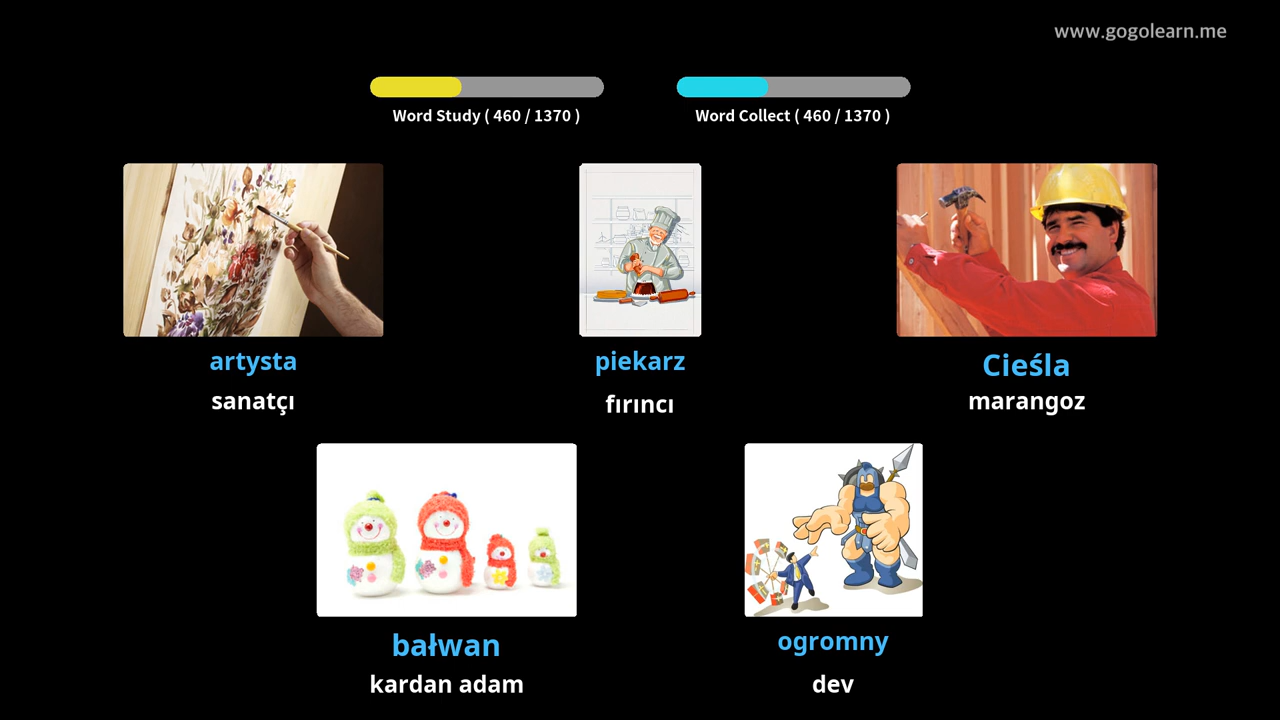 www.gogolearn.me
Word Study ( 460 / 1370 )
Word Collect ( 460 / 1370 )
artysta
sanatçı
piekarz
fırıncı
Cieśla
marangoz
bałwan
kardan adam
ogromny
dev